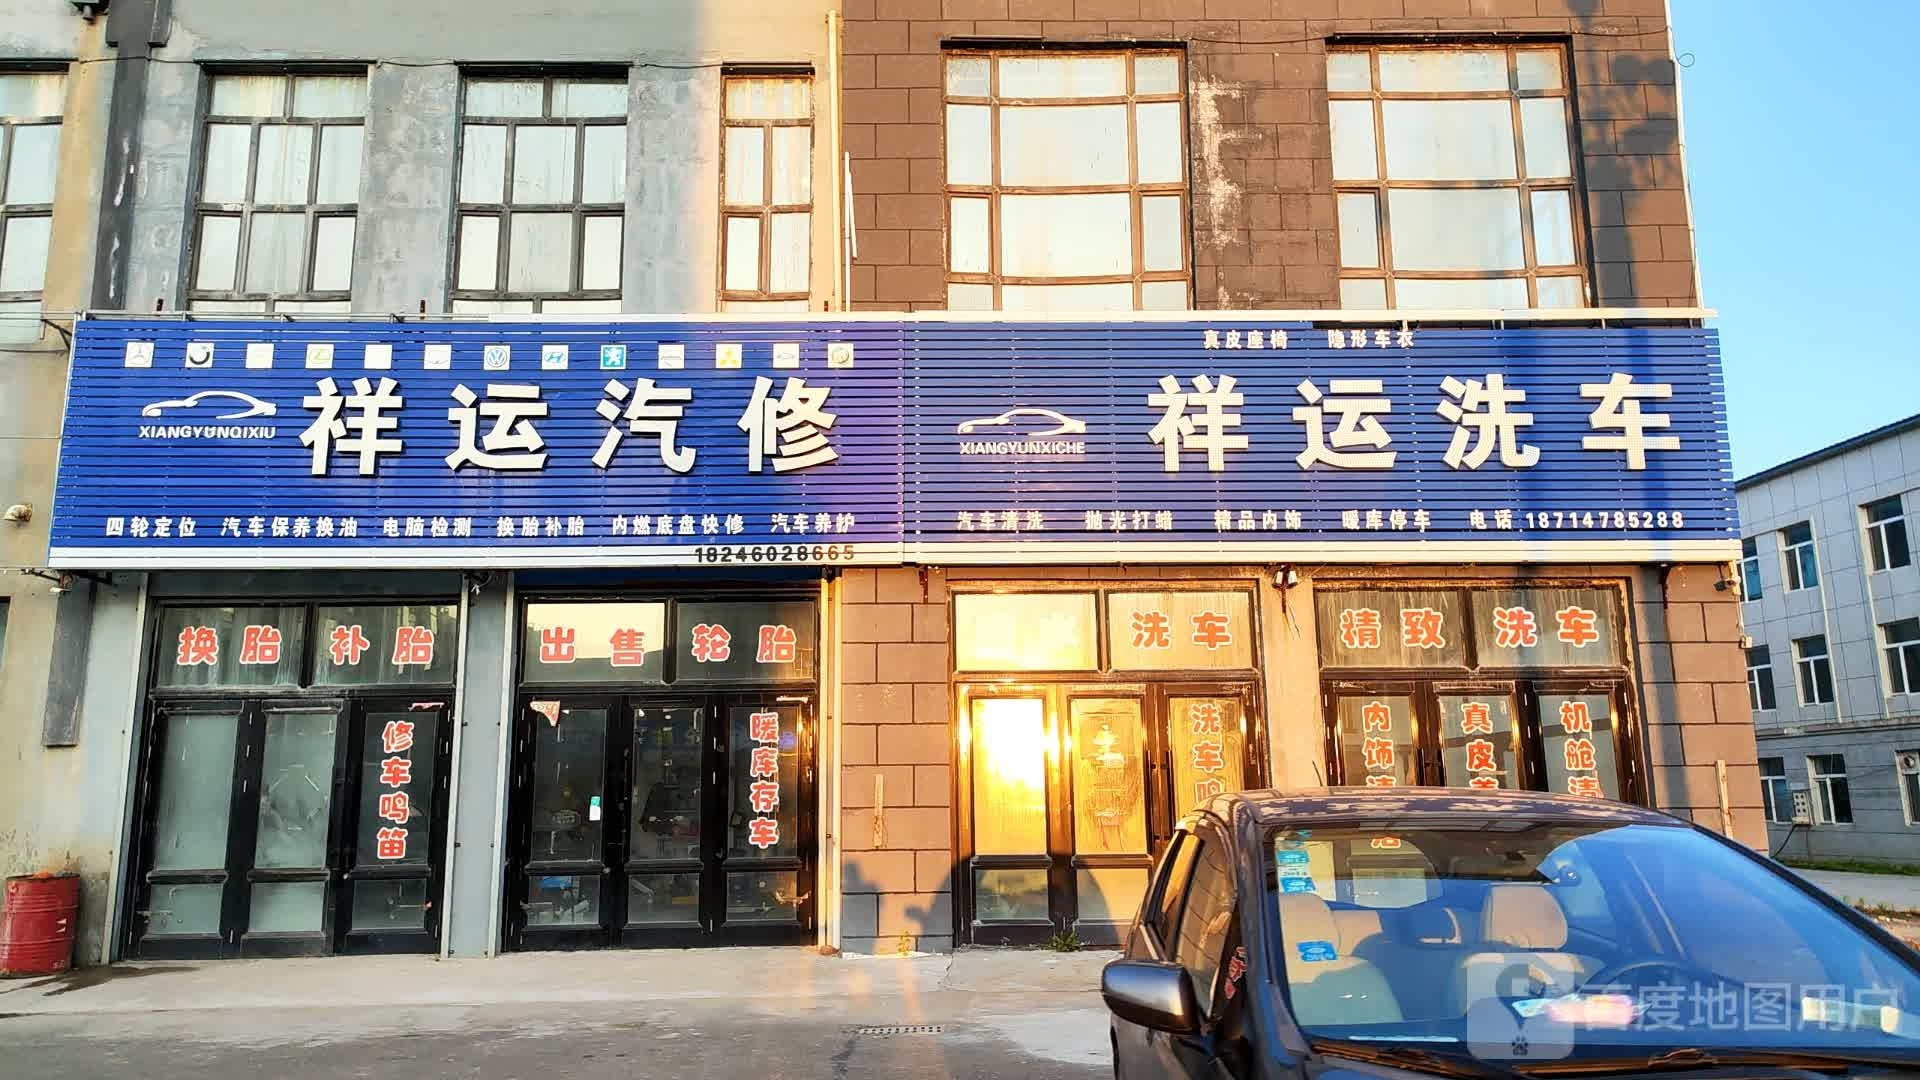 真皮座椅 隐形车衣
祥运汽修
XIANGYUNQIXIU
祥运洗车
XIANGYUNXICHE
四轮定位 汽车保养换油 电脑检测 换胎补胎 内燃底盘快修 汽车养护
18246028665
汽车清洗 抛光打蜡 精品内饰 暖库停车 电话 18714785288
换胎 补胎
出售 轮胎
洗车
精致 洗车
修车鸣笛
暖库存车
洗车鸣
内饰清洁
真皮养
机舱清
百度地图用户